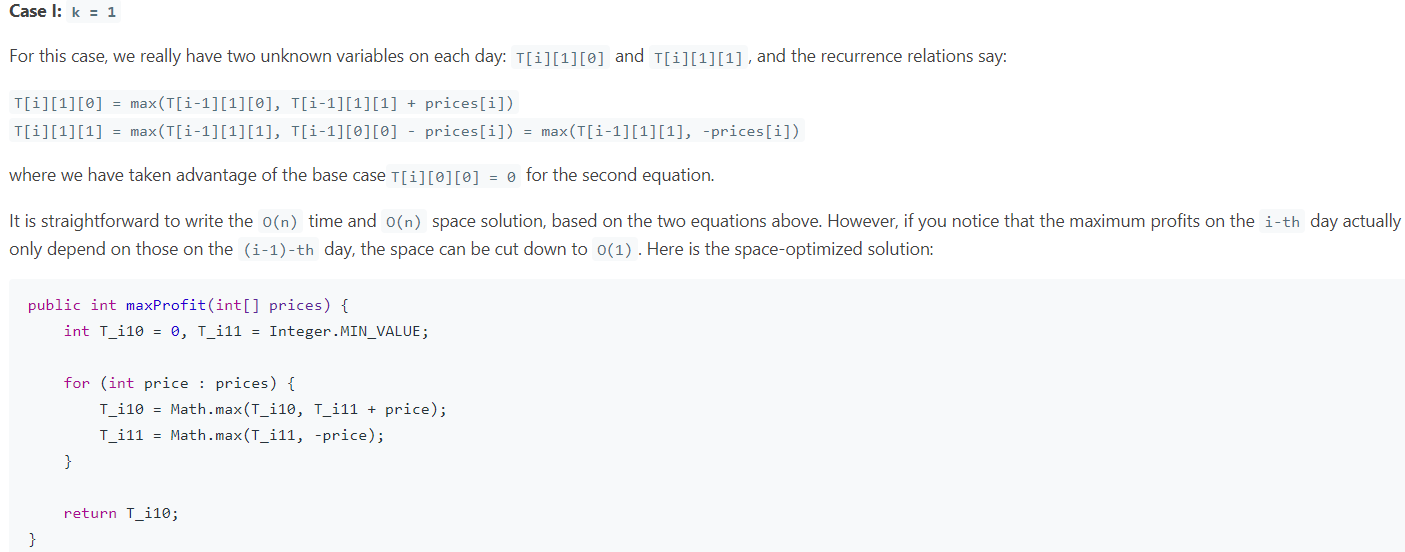 Case I: k = 1
For this case, we really have two unknown variables on each day: T[i][1][0] and T[i][1][1] , and the recurrence relations say:
T[i][1][0] = max(T[i-1][1][0], T[i-1][1][1] + prices[i])
T[i][1][1] = max(T[i-1][1][1], T[i-1][0][0] - prices[i]) = max(T[i-1][1][1], -prices[i])
where we have taken advantage of the base case T[i][0][0] = 0 for the second equation.
It is straightforward to write the O(n) time and O(n) space solution, based on the two equations above. However, if you notice that the maximum profits on the i-th day actually
only depend on those on the (i-1)-th day, the space can be cut down to O(1) . Here is the space-optimized solution:
public int maxProfit(int[] prices) {
    int T_i10 = 0, T_i11 = Integer.MIN_VALUE;
    for (int price : prices) {
        T_i10 = Math.max(T_i10, T_i11 + price);
        T_i11 = Math.max(T_i11, -price);
    }
    return T_i10;
}